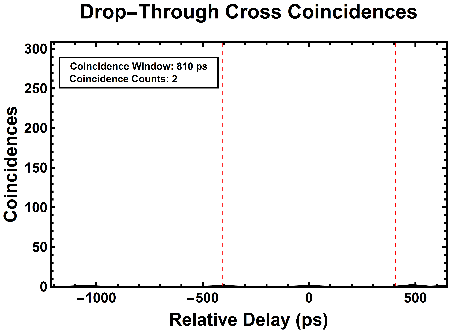 Drop–Through Cross Coincidences
Coincidence Window: 810 ps
Coincidence Counts: 2
Coincidences
300
250
200
150
100
50
0
−1000
−500
0
500
Relative Delay (ps)